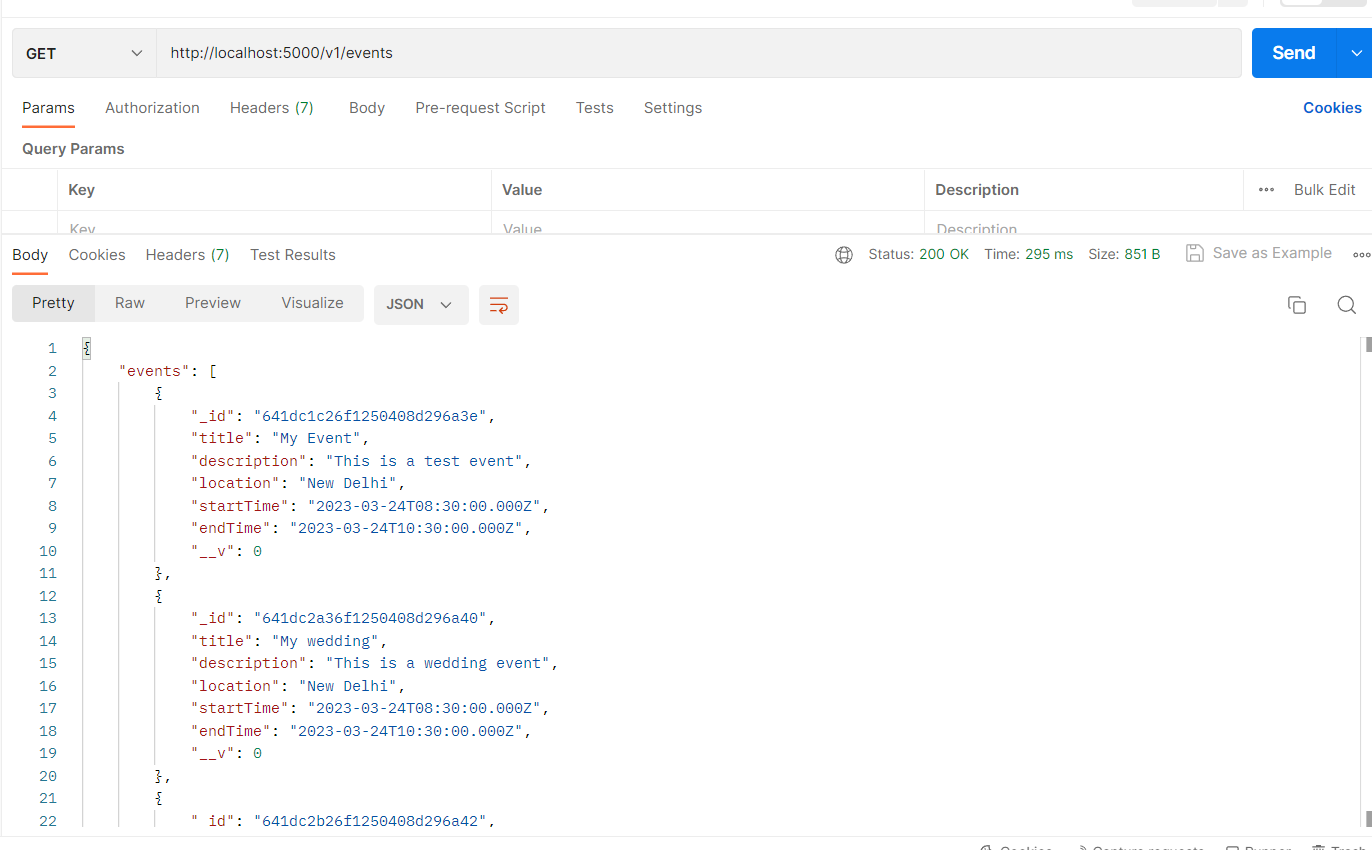 GET http://localhost:5000/v1/events Send
Params Authorization Headers (7) Body Pre-request Script Tests Settings Cookies
Query Params
Key Value Description ••• Bulk Edit
Key Value Description
Body Cookies Headers (7) Test Results Status: 200 OK Time: 295 ms Size: 851 B Save as Example •••
Pretty Raw Preview Visualize JSON
1 {
2 "events": [
3 {
4 "_id": "641dc1c26f1250408d296a3e",
5 "title": "My Event",
6 "description": "This is a test event",
7 "location": "New Delhi",
8 "startTime": "2023-03-24T08:30:00.000Z",
9 "endTime": "2023-03-24T10:30:00.000Z",
10 "__v": 0
11 },
12 {
13 "_id": "641dc2a36f1250408d296a40",
14 "title": "My wedding",
15 "description": "This is a wedding event",
16 "location": "New Delhi",
17 "startTime": "2023-03-24T08:30:00.000Z",
18 "endTime": "2023-03-24T10:30:00.000Z",
19 "__v": 0
20 },
21 {
22 "_id": "641dc2b26f1250408d296a42",
Cookies Capture requests Runner Trash